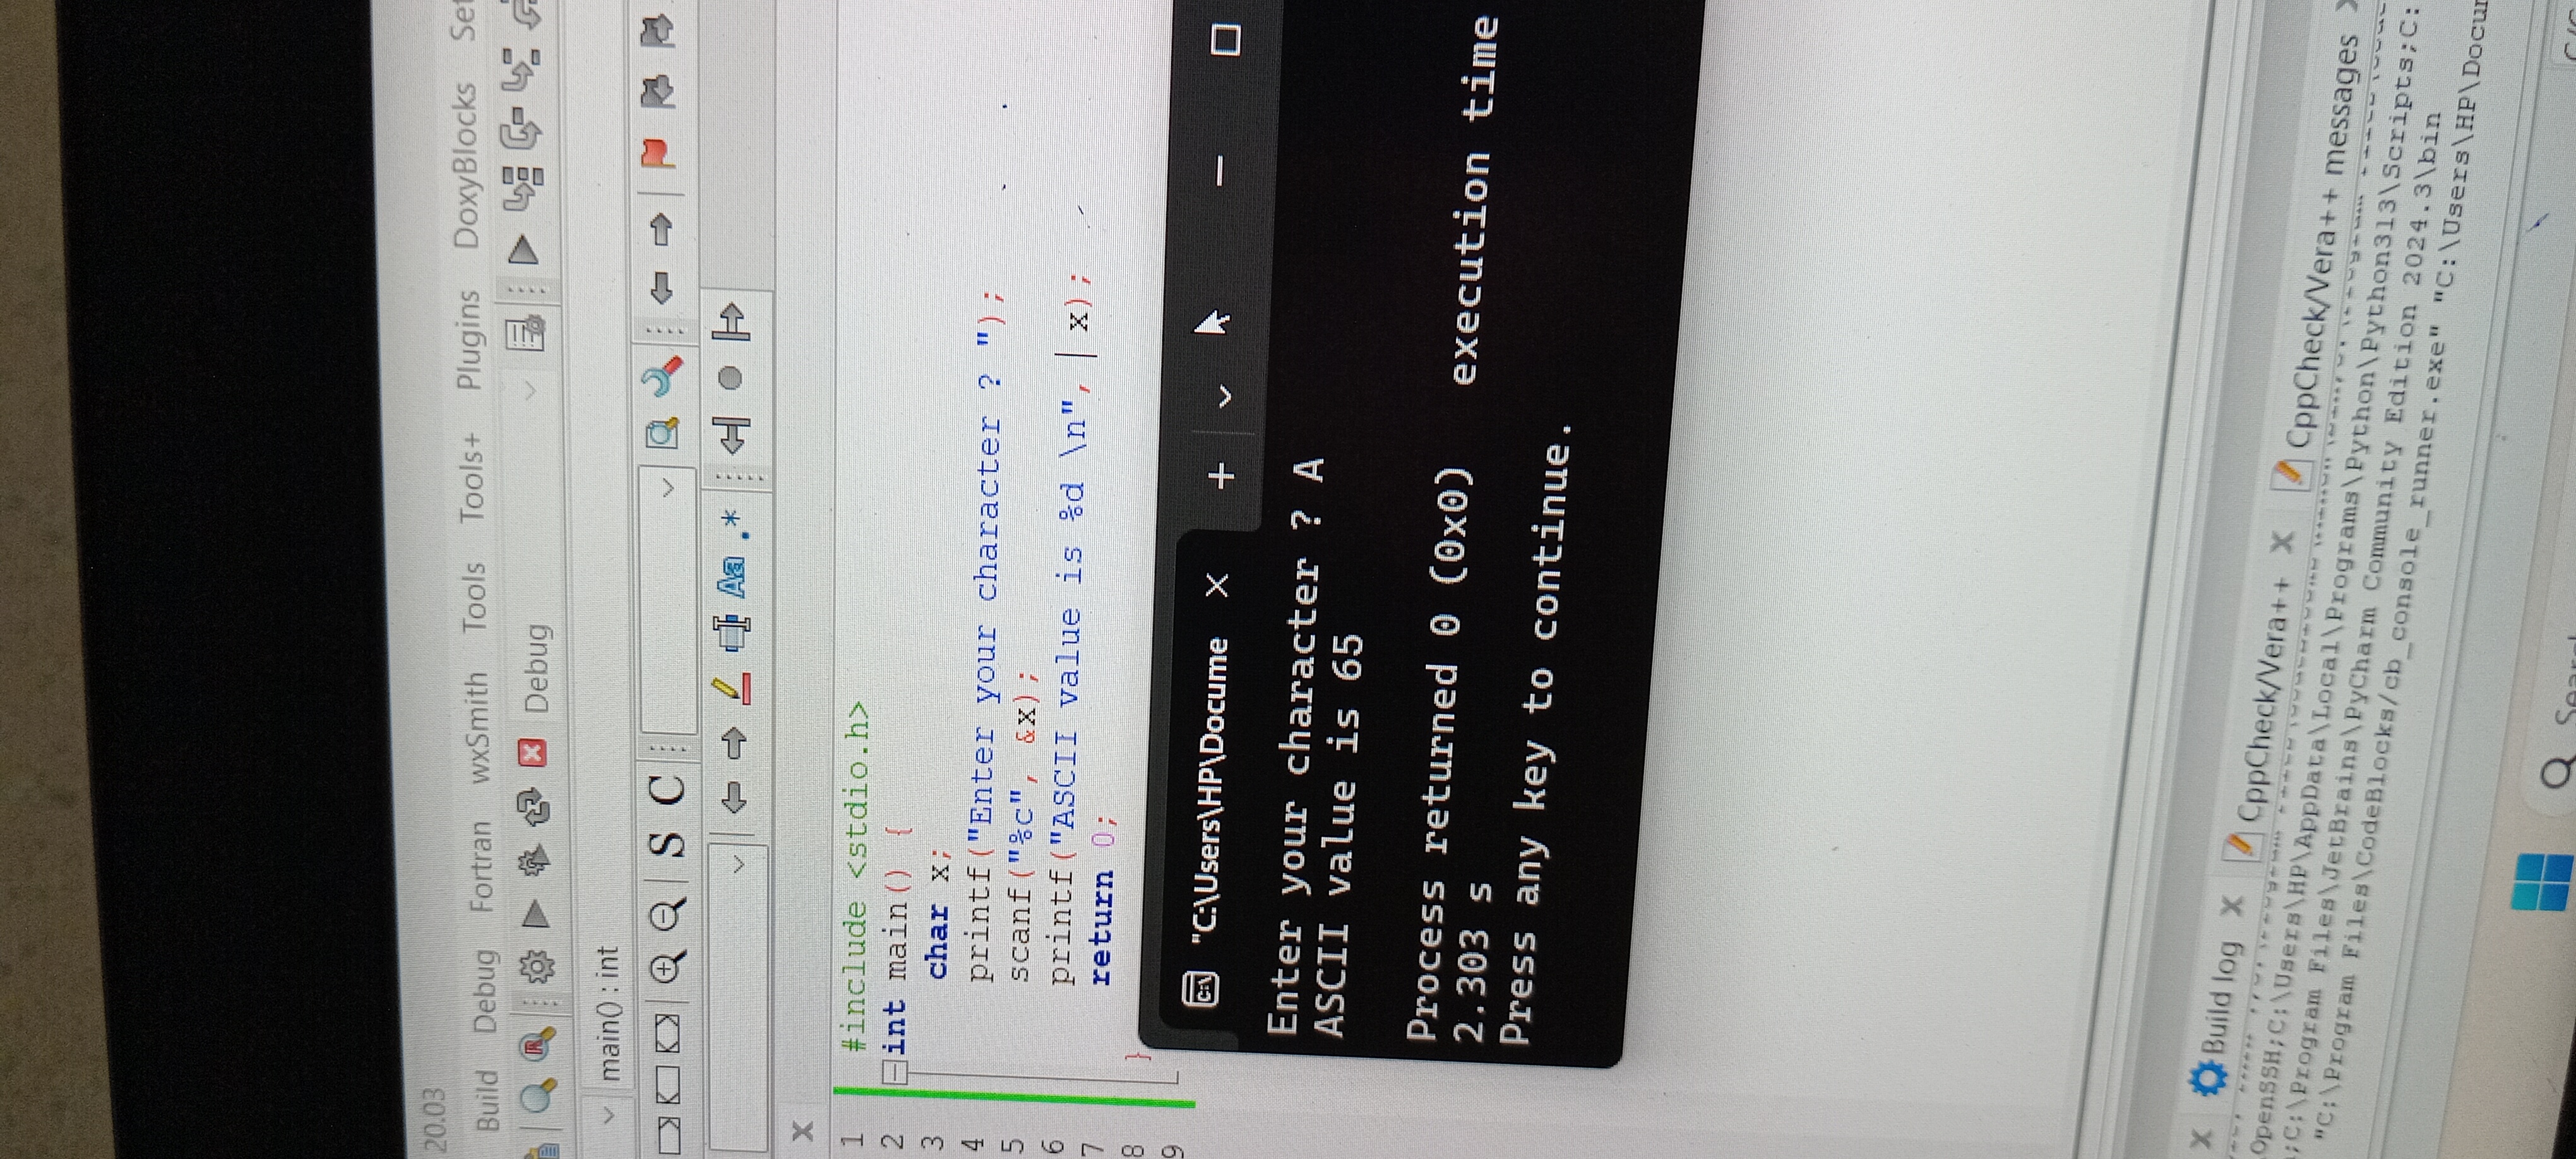 20.03
Build Debug Fortran wxSmith Tools Tools+ Plugins DoxyBlocks Set
Debug
main() : int
S C
Aa .*
X
1 #include <stdio.h>
2 int main() {
3 char x;
4 printf("Enter your character ? ");
5 scanf("%c", &x);
6 printf("ASCII value is %d \n", x);
7 return 0;
8 }
9
"C:\Users\HP\Docume
Enter your character ? A
ASCII value is 65
Process returned 0 (0x0) execution time
2.303 s
Press any key to continue.
Build log CppCheck/Vera++ CppCheck/Vera++ messages
OpenSSH;C:\Users\HP\AppData\Local\Programs\Python\Python313\Scripts;C:
;C:\Program Files\JetBrains\PyCharm Community Edition 2024.3\bin
"C:\Program Files\CodeBlocks/cb_console_runner.exe" "C:\Users\HP\Docum
Search